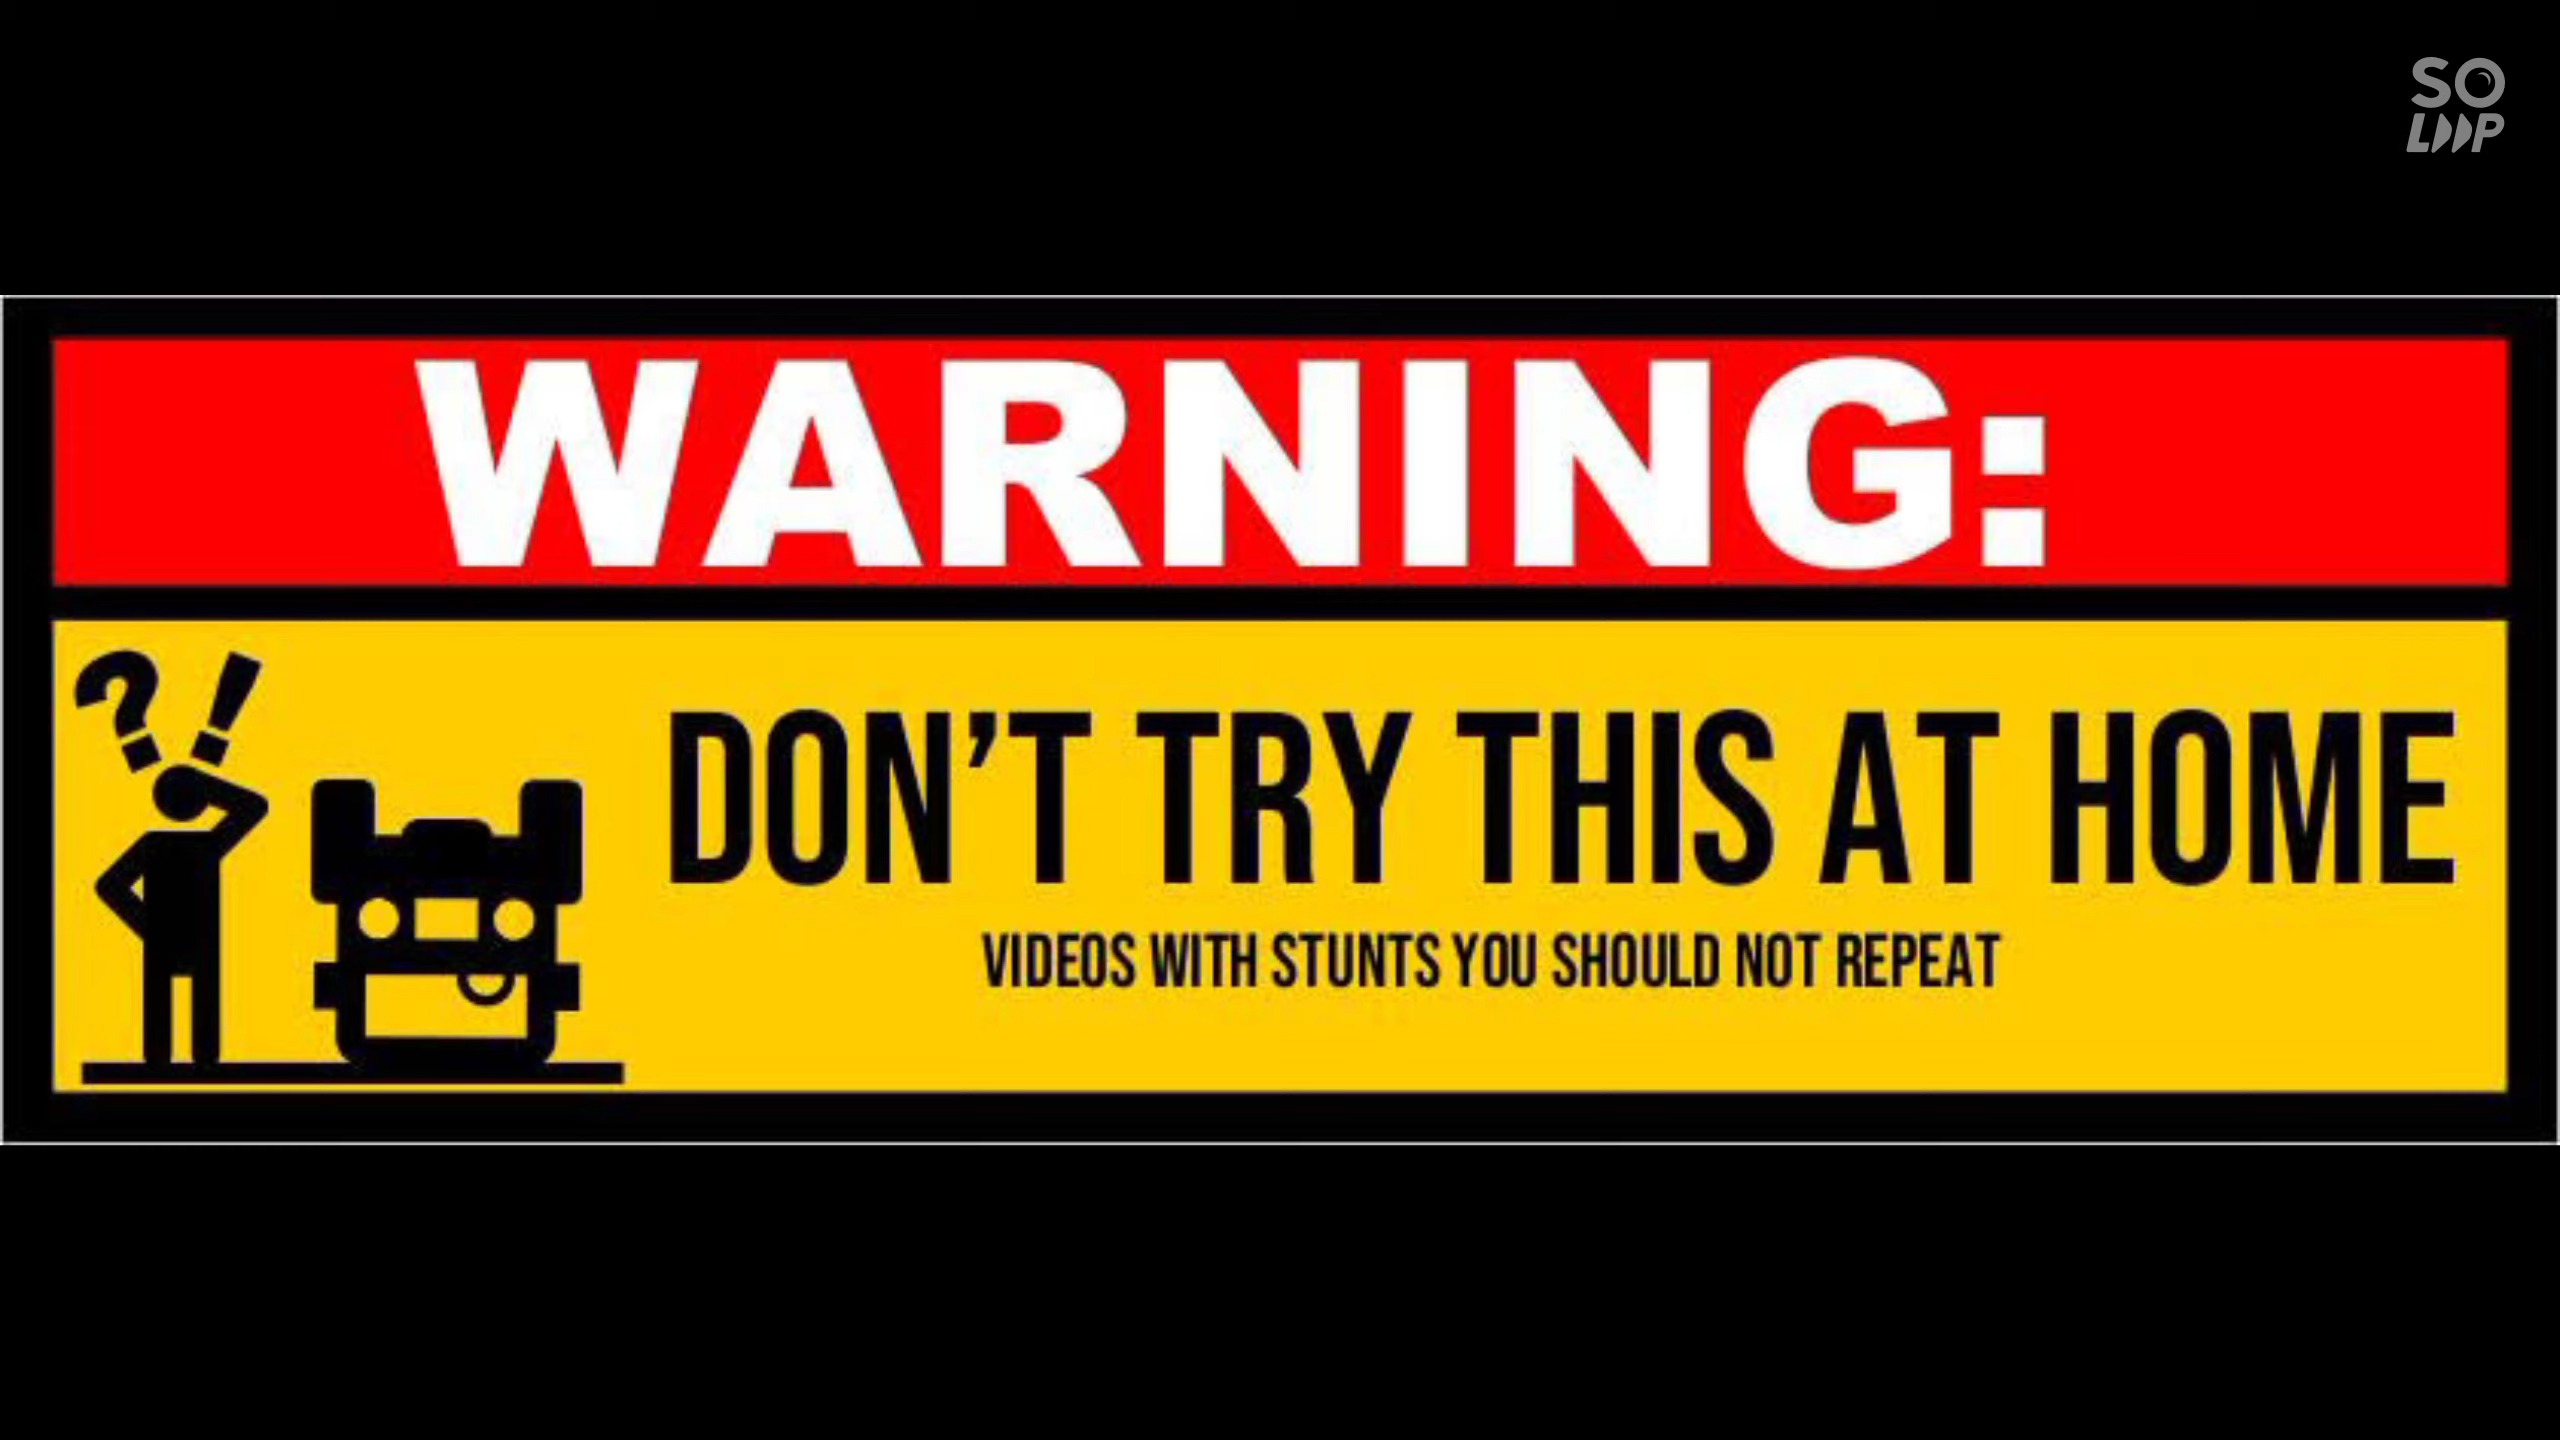 SO
LOOP
WARNING:
? !
DON'T TRY THIS AT HOME
VIDEOS WITH STUNTS YOU SHOULD NOT REPEAT